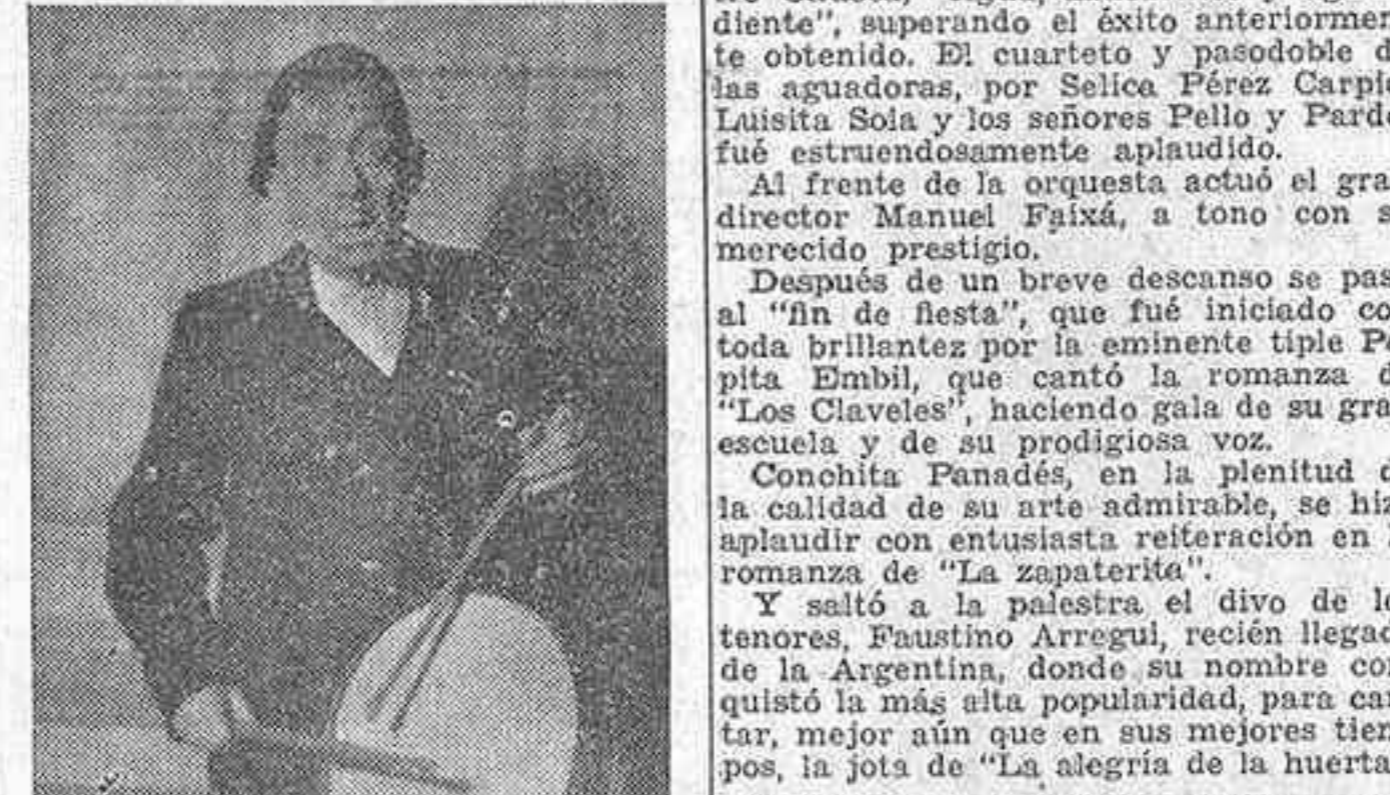 diente", superando el éxito anteriormen
te obtenido. El cuarteto y pasodoble d
las aguadoras, por Selica Pérez Carpi
Luisita Sola y los señores Pello y Pard
fué estruendosamente aplaudido.
Al frente de la orquesta actuó el gra
director Manuel Faixá, a tono con s
merecido prestigio.
Después de un breve descanso se pas
al "fin de fiesta", que fué iniciado co
toda brillantez por la eminente tiple P
pita Embil, que cantó la romanza d
"Los Claveles", haciendo gala de su gra
escuela y de su prodigiosa voz.
Conchita Panadés, en la plenitud d
la calidad de su arte admirable, se hiz
aplaudir con entusiasta reiteración en
romanza de "La zapaterita".
Y saltó a la palestra el divo de l
tenores, Faustino Arregui, recién llegad
de la Argentina, donde su nombre con
quistó la más alta popularidad, para can
tar, mejor aún que en sus mejores tiem
pos, la jota de "La alegría de la huerta